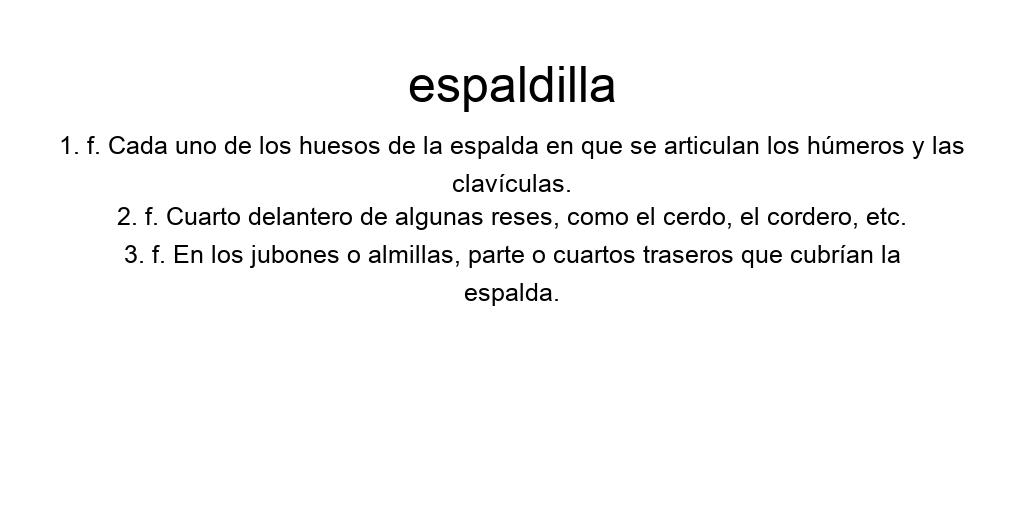 espaldilla
1. f. Cada uno de los huesos de la espalda en que se articulan los húmeros y las
clavículas.
2. f. Cuarto delantero de algunas reses, como el cerdo, el cordero, etc.
3. f. En los jubones o almillas, parte o cuartos traseros que cubrían la
espalda.